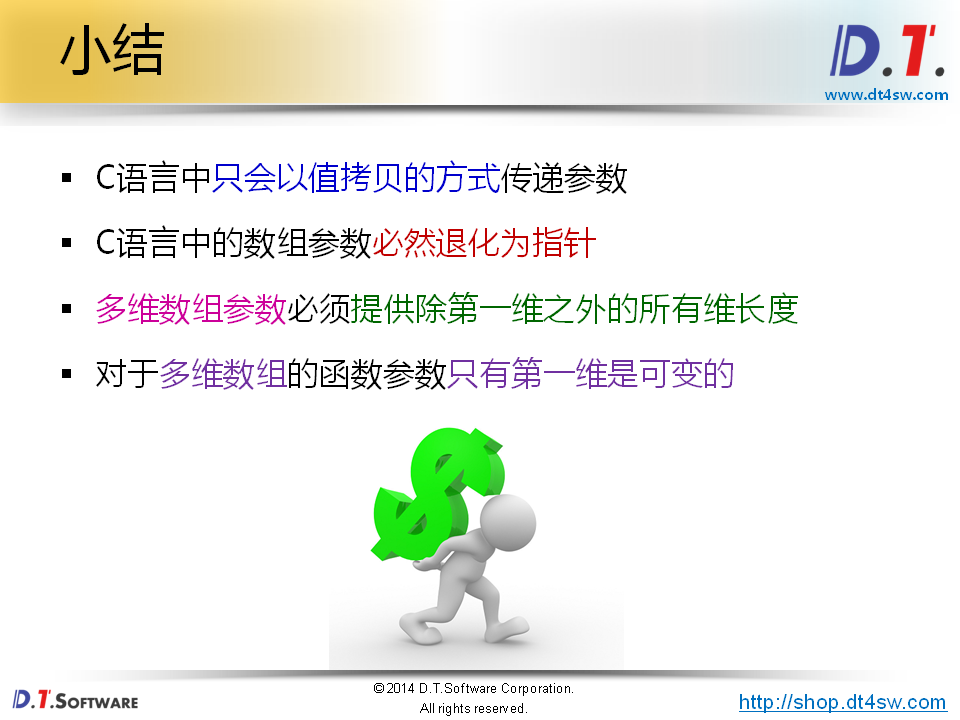 小结
D.T.
www.dt4sw.com
C语言中只会以值拷贝的方式传递参数
C语言中的数组参数必然退化为指针
多维数组参数必须提供除第一维之外的所有维长度
对于多维数组的函数参数只有第一维是可变的
D.T.SOFTWARE
©2014 D.T.Software Corporation.
All rights reserved.
http://shop.dt4sw.com